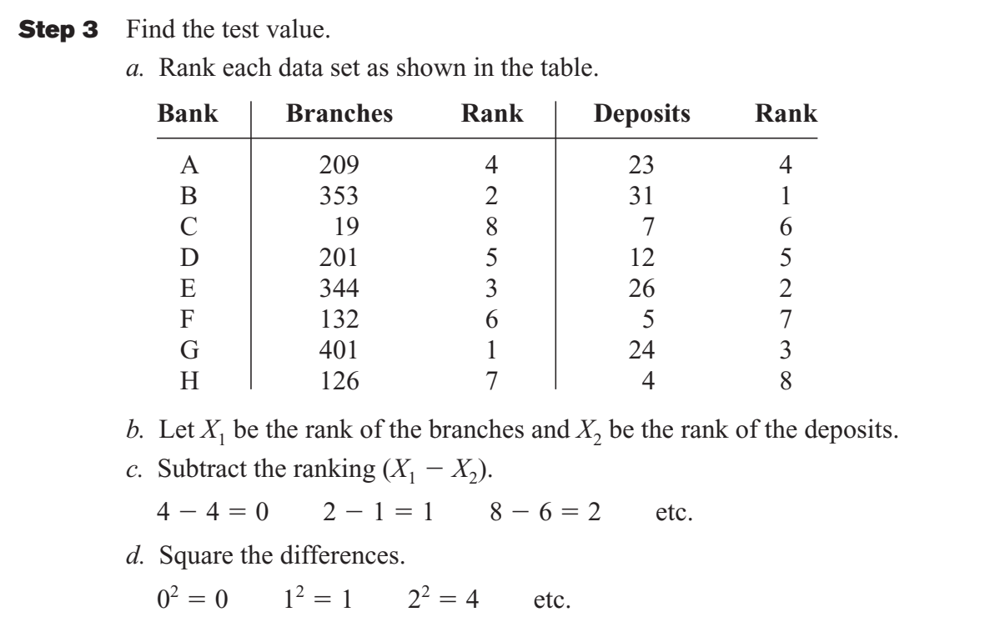 Step 3 Find the test value.
a. Rank each data set as shown in the table.
Bank Branches Rank Deposits Rank
A 209 4 23 4
B 353 2 31 1
C 19 8 7 6
D 201 5 12 5
E 344 3 26 2
F 132 6 5 7
G 401 1 24 3
H 126 7 4 8
b. Let X₁ be the rank of the branches and X₂ be the rank of the deposits.
c. Subtract the ranking (X₁ − X₂).
4 − 4 = 0 2 − 1 = 1 8 − 6 = 2 etc.
d. Square the differences.
0² = 0 1² = 1 2² = 4 etc.